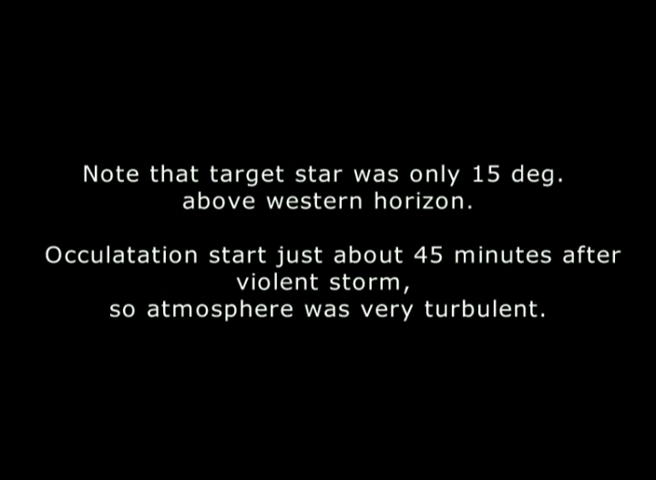 Note that target star was only 15 deg.
above western horizon.
Occulatation start just about 45 minutes after
violent storm,
so atmosphere was very turbulent.